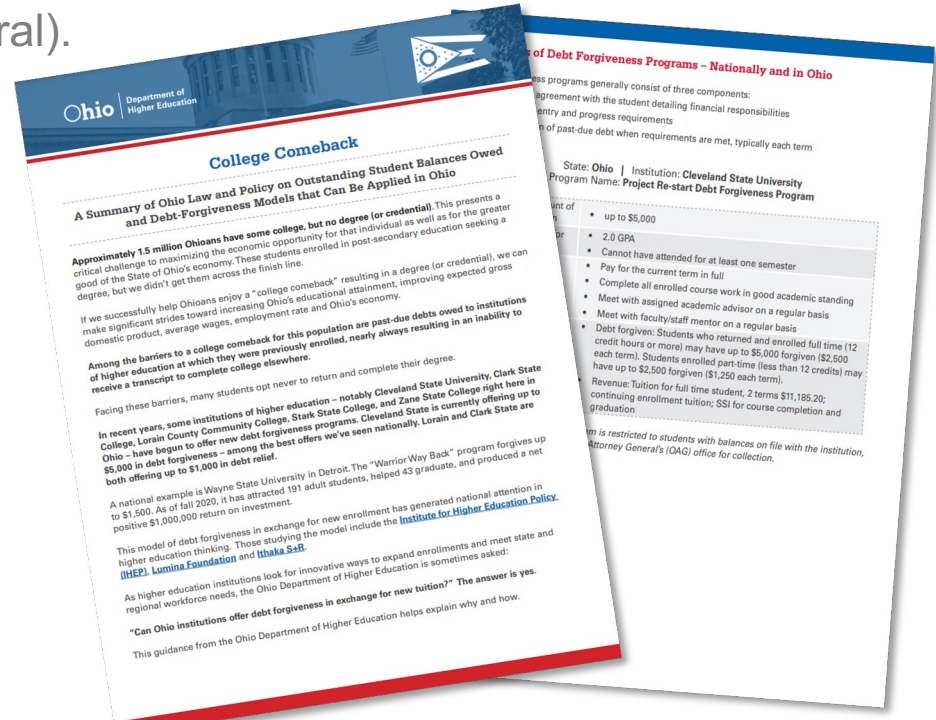 ral).
Ohio
Department of
Higher Education
College Comeback
A Summary of Ohio Law and Policy on Outstanding Student Balances Owed
and Debt-Forgiveness Models that Can Be Applied in Ohio
Approximately 1.5 million Ohioans have some college, but no degree (or credential). This presents a
critical challenge to maximizing the economic opportunity for that individual as well as for the greater
good of the State of Ohio's economy. These students enrolled in post-secondary education seeking a
degree, but we didn't get them across the finish line.
If we successfully help Ohioans enjoy a "college comeback" resulting in a degree (or credential), we can
make significant strides toward increasing Ohio's educational attainment, improving expected gross
domestic product, average wages, employment rate and Ohio's economy.
Among the barriers to a college comeback for this population are past-due debts owed to institutions
of higher education at which they were previously enrolled, nearly always resulting in an inability to
receive a transcript to complete college elsewhere.
Facing these barriers, many students opt never to return and complete their degree.
In recent years, some institutions of higher education – notably Cleveland State University, Clark State
College, Lorain County Community College, Stark State College, and Zane State College right here in
Ohio – have begun to offer new debt forgiveness programs. Cleveland State is currently offering up to
$5,000 in debt forgiveness – among the best offers we've seen nationally. Lorain and Clark State are
both offering up to $1,000 in debt relief.
A national example is Wayne State University in Detroit. The "Warrior Way Back" program forgives up
to $1,500. As of fall 2020, it has attracted 191 adult students, helped 43 graduate, and produced a net
positive $1,000,000 return on investment.
This model of debt forgiveness in exchange for new enrollment has generated national attention in
higher education thinking. Those studying the model include the Institute for Higher Education Policy
(IHEP), Lumina Foundation and Ithaka S+R.
As higher education institutions look for innovative ways to expand enrollments and meet state and
regional workforce needs, the Ohio Department of Higher Education is sometimes asked:
"Can Ohio institutions offer debt forgiveness in exchange for new tuition?" The answer is yes.
This guidance from the Ohio Department of Higher Education helps explain why and how.
s of Debt Forgiveness Programs – Nationally and in Ohio
ess programs generally consist of three components:
agreement with the student detailing financial responsibilities
entry and progress requirements
n of past-due debt when requirements are met, typically each term
State: Ohio | Institution: Cleveland State University
Program Name: Project Re-start Debt Forgiveness Program
unt of
n
• up to $5,000
or
• 2.0 GPA
• Cannot have attended for at least one semester
• Pay for the current term in full
• Complete all enrolled course work in good academic standing
• Meet with assigned academic advisor on a regular basis
• Meet with faculty/staff mentor on a regular basis
• Debt forgiven: Students who returned and enrolled full time (12
credit hours or more) may have up to $5,000 forgiven ($2,500
each term). Students enrolled part-time (less than 12 credits) may
have up to $2,500 forgiven ($1,250 each term).
• Revenue: Tuition for full time student, 2 terms $11,185.20;
continuing enrollment tuition; SSI for course completion and
graduation
m is restricted to students with balances on file with the institution,
Attorney General's (OAG) office for collection.